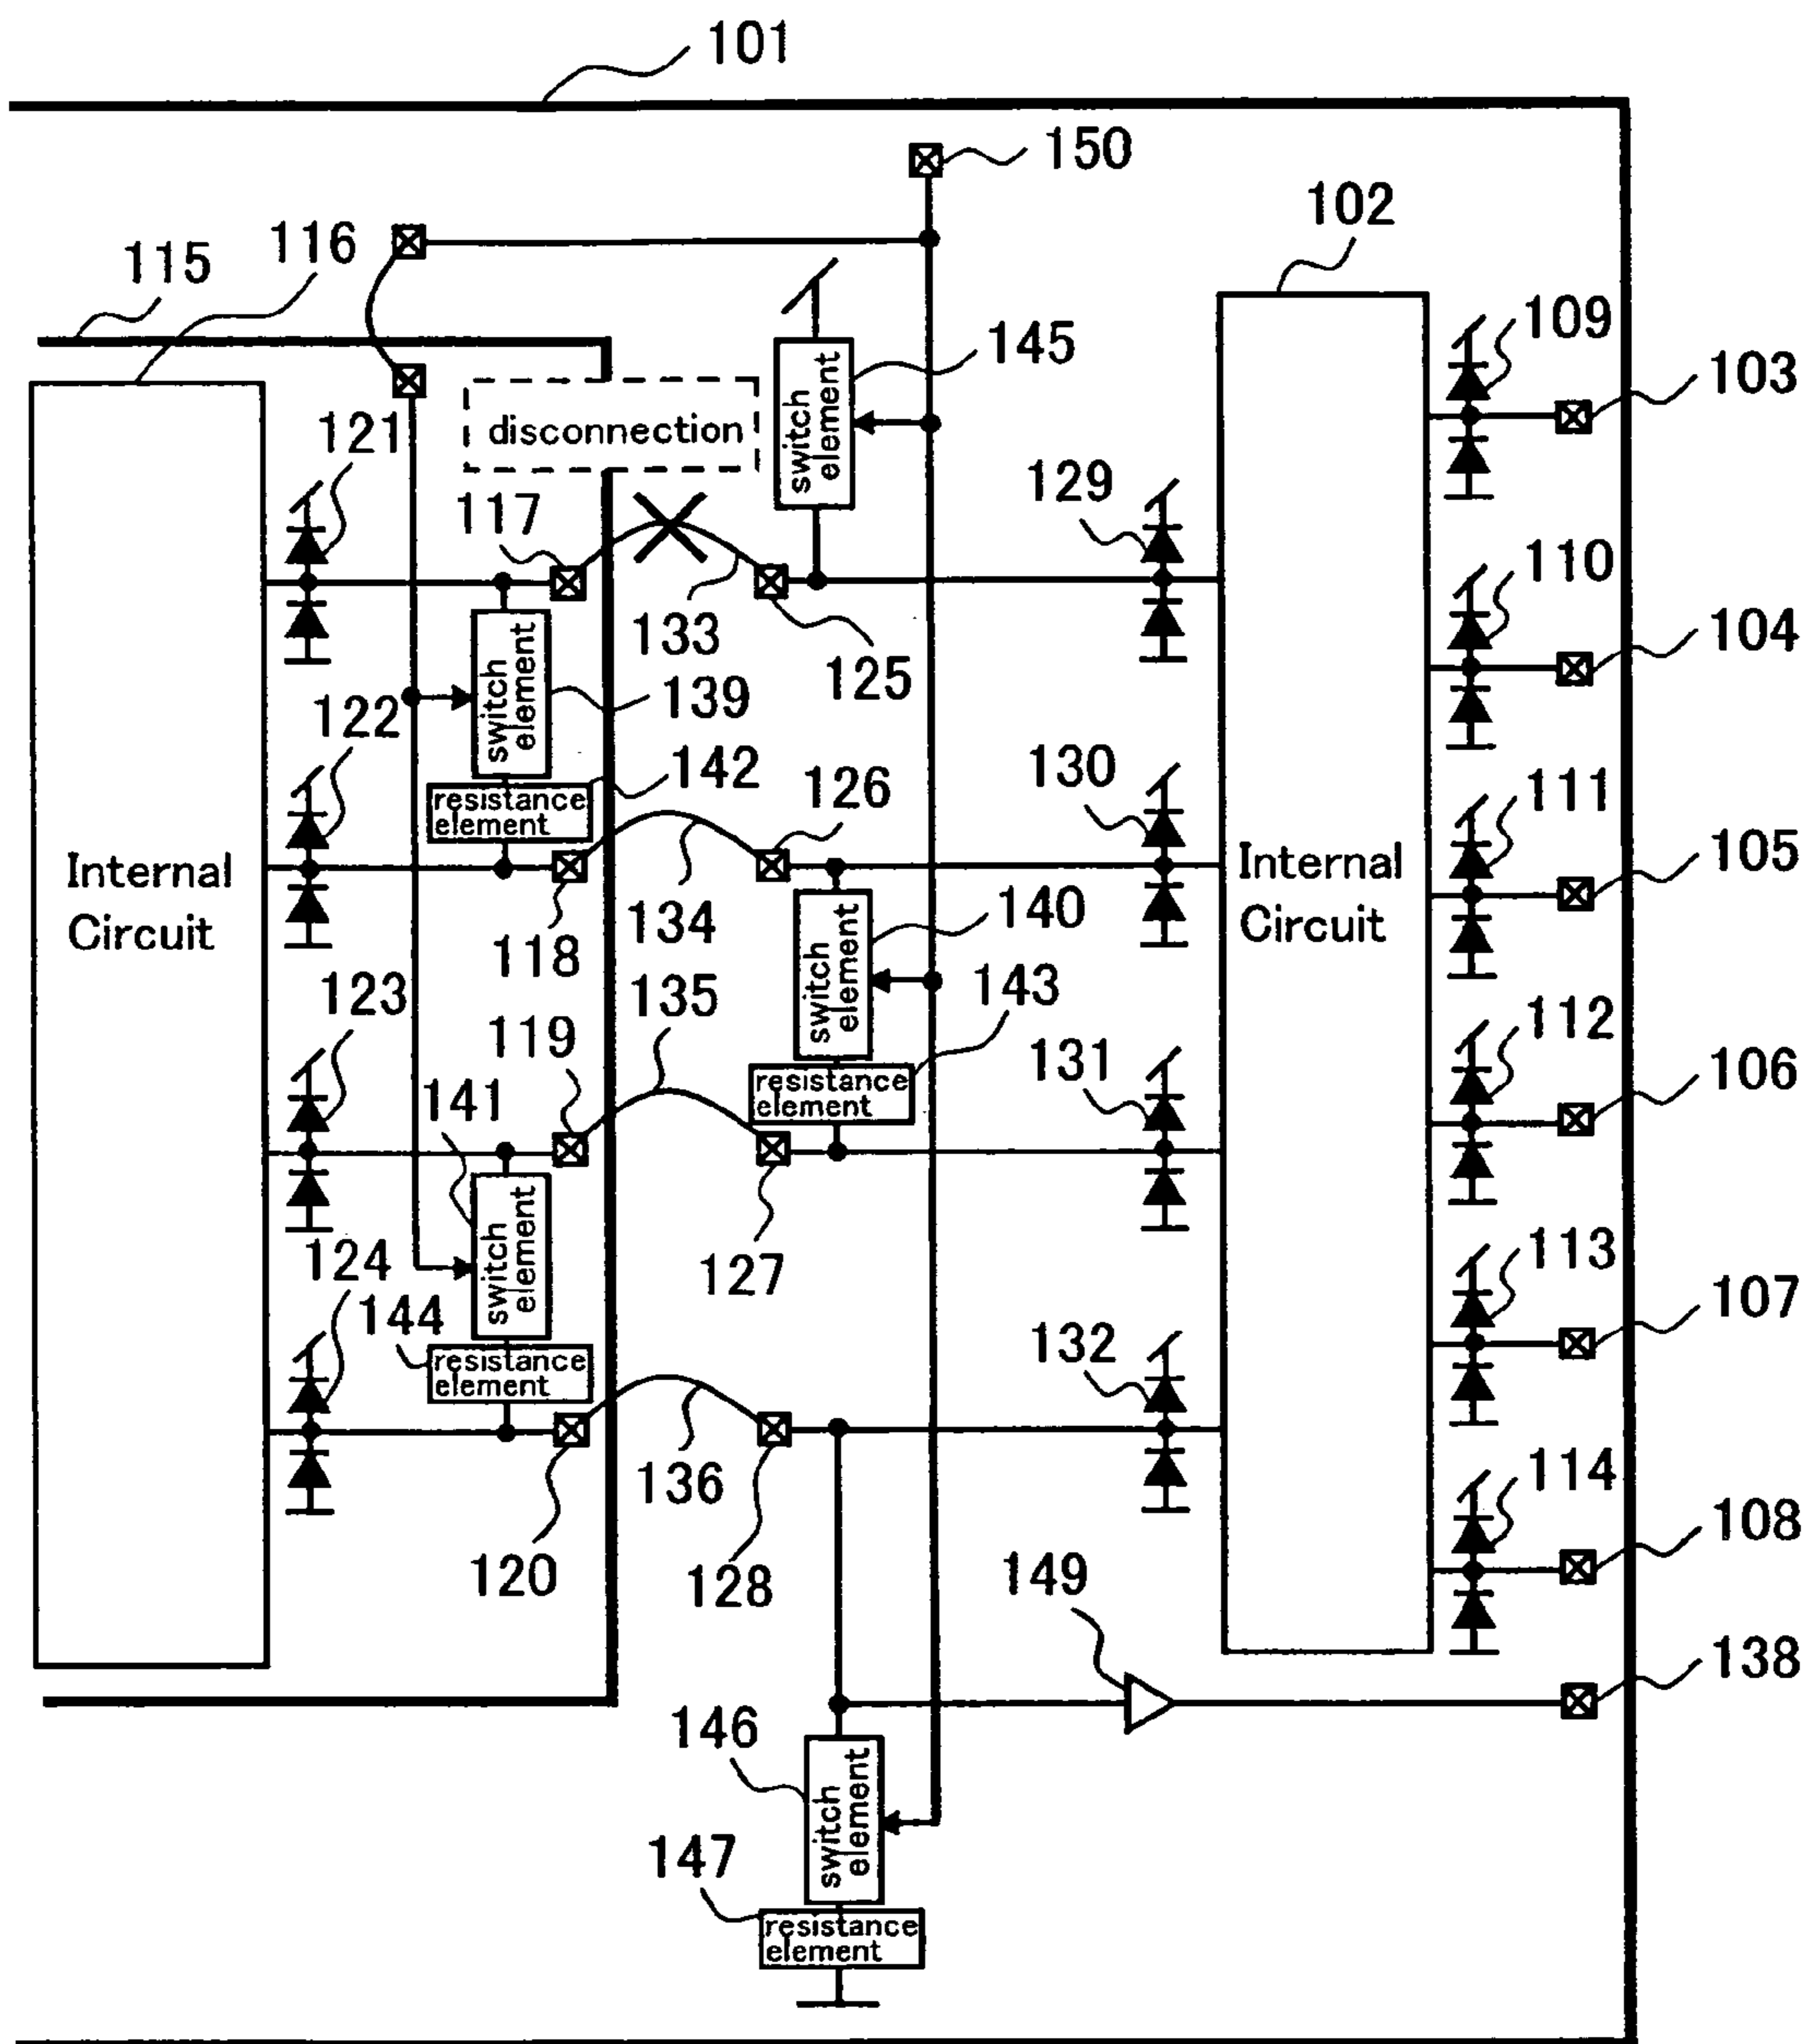 101
150
102
115
116
145
109
103
switch
element
disconnection
121
117
129
110
104
133
125
122
switch
element
139
142
resistance
element
126
130
111
105
Internal
Circuit
Internal
Circuit
118
134
switch
element
140
143
123
119
135
resistance
element
131
112
106
141
switch
element
127
124
144
resistance
element
132
113
107
120
136
128
149
114
108
138
146
switch
element
147
resistance
element